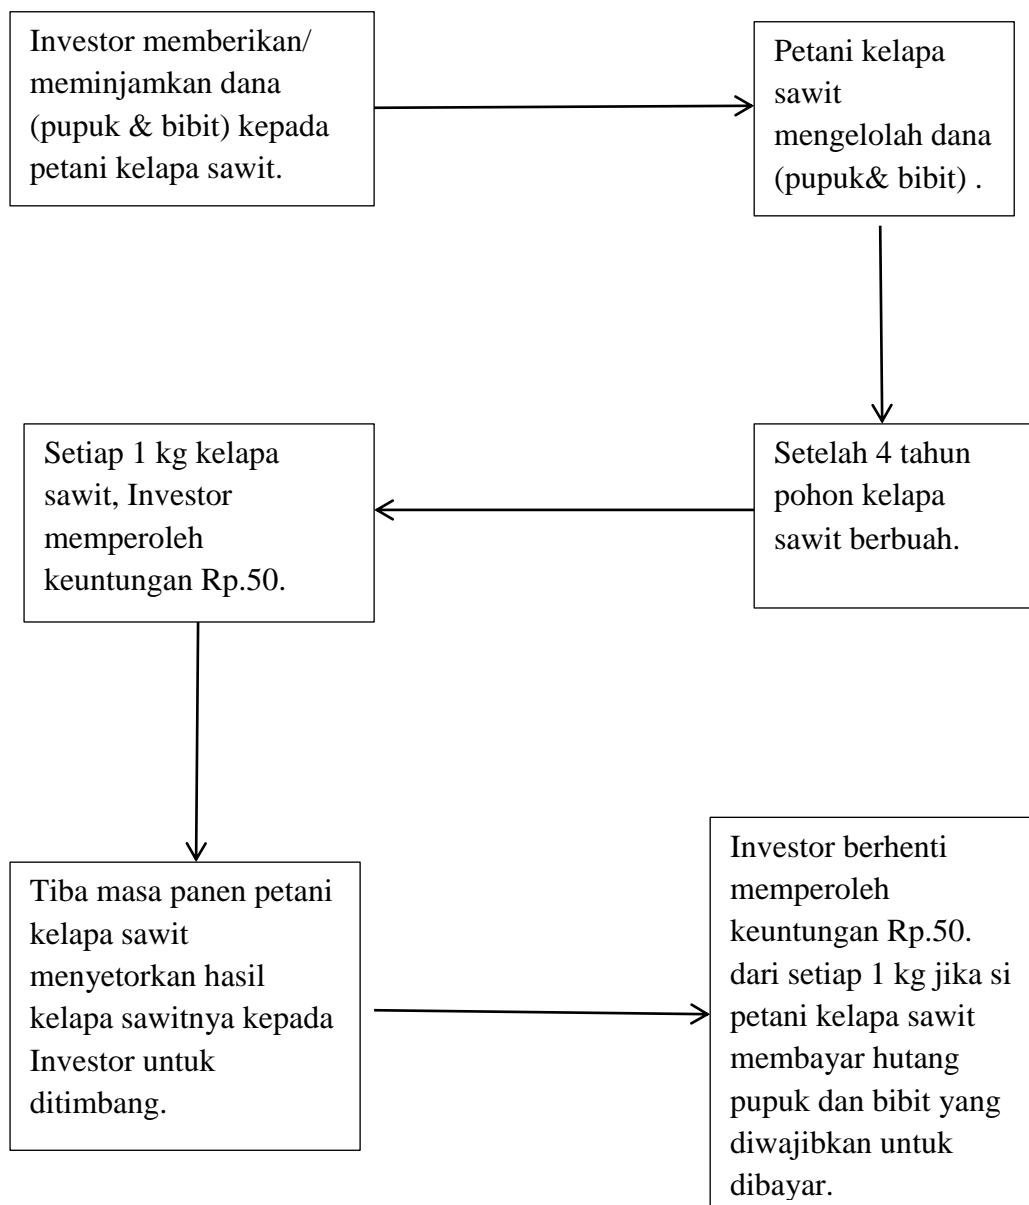 Investor memberikan/
meminjamkan dana
(pupuk & bibit) kepada
petani kelapa sawit.
Petani kelapa
sawit
mengelolah dana
(pupuk& bibit) .
Setelah 4 tahun
pohon kelapa
sawit berbuah.
Setiap 1 kg kelapa
sawit, Investor
memperoleh
keuntungan Rp.50.
Tiba masa panen petani
kelapa sawit
menyetorkan hasil
kelapa sawitnya kepada
Investor untuk
ditimbang.
Investor berhenti
memperoleh
keuntungan Rp.50.
dari setiap 1 kg jika si
petani kelapa sawit
membayar hutang
pupuk dan bibit yang
diwajibkan untuk
dibayar.